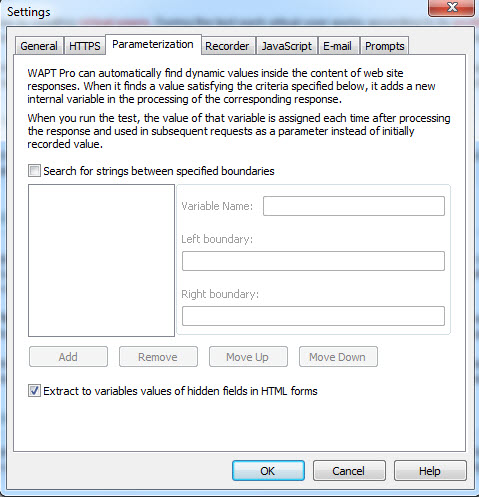 Settings
General HTTPS Parameterization Recorder JavaScript E-mail Prompts
WAPT Pro can automatically find dynamic values inside the content of web site
responses. When it finds a value satisfying the criteria specified below, it adds a new
internal variable in the processing of the corresponding response.
When you run the test, the value of that variable is assigned each time after processing
the response and used in subsequent requests as a parameter instead of initially
recorded value.
Search for strings between specified boundaries
Variable Name:
Left boundary:
Right boundary:
Add Remove Move Up Move Down
Extract to variables values of hidden fields in HTML forms
OK Cancel Help